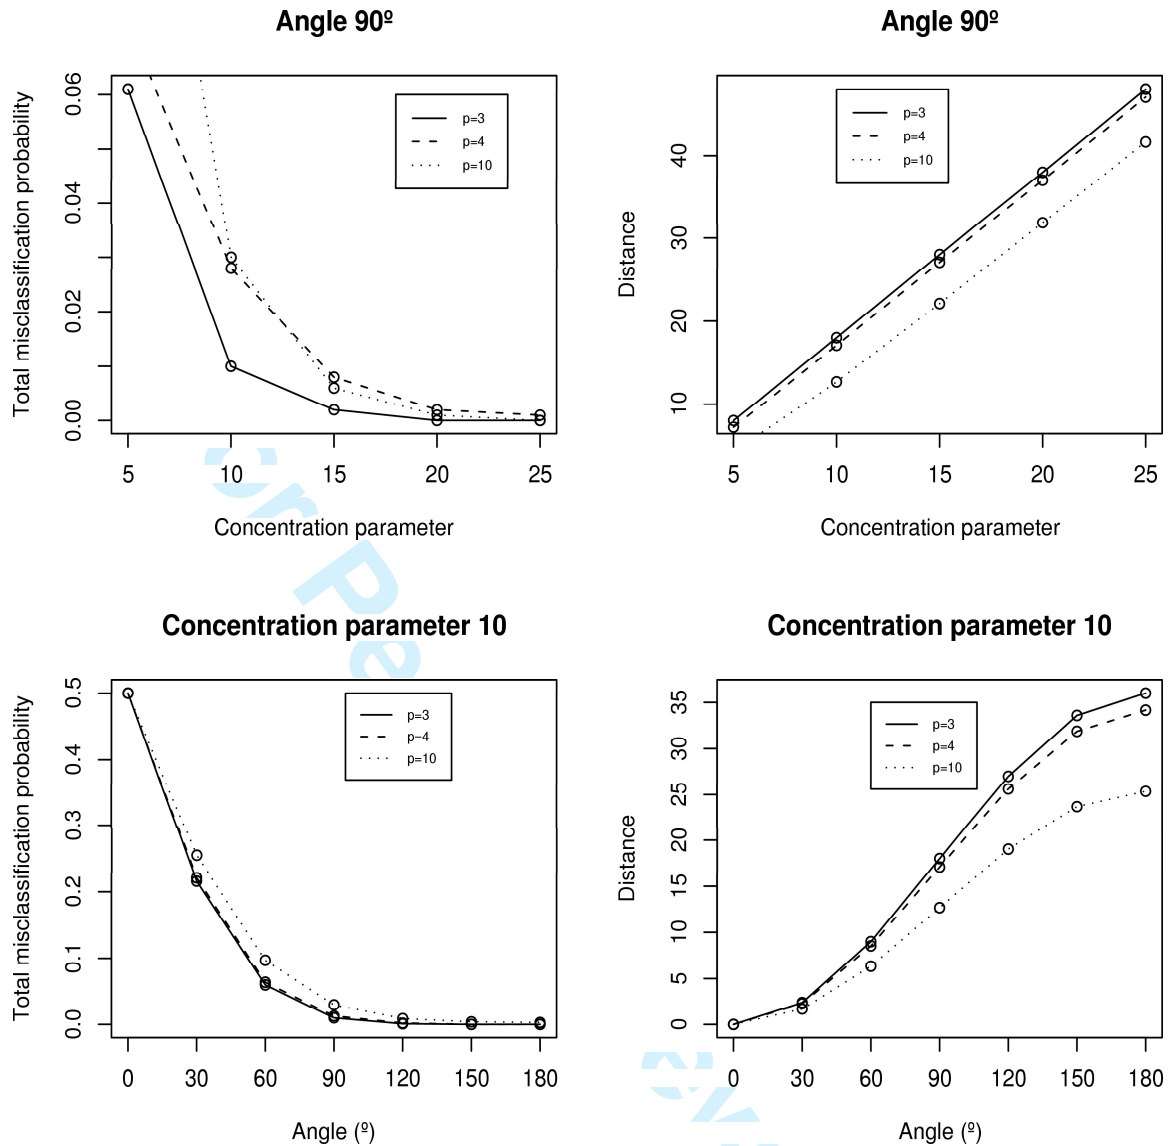 Angle 90º
Total misclassification probability
0.00 0.02 0.04 0.06
p=3
p=4
p=10
5 10 15 20 25
Concentration parameter
Angle 90º
Distance
10 20 30 40
p=3
p=4
p=10
5 10 15 20 25
Concentration parameter
Concentration parameter 10
Total misclassification probability
0.0 0.1 0.2 0.3 0.4 0.5
p=3
p−4
p=10
0 30 60 90 120 150 180
Angle (º)
Concentration parameter 10
Distance
0 5 10 15 20 25 30 35
p=3
p=4
p=10
0 30 60 90 120 150 180
Angle (º)